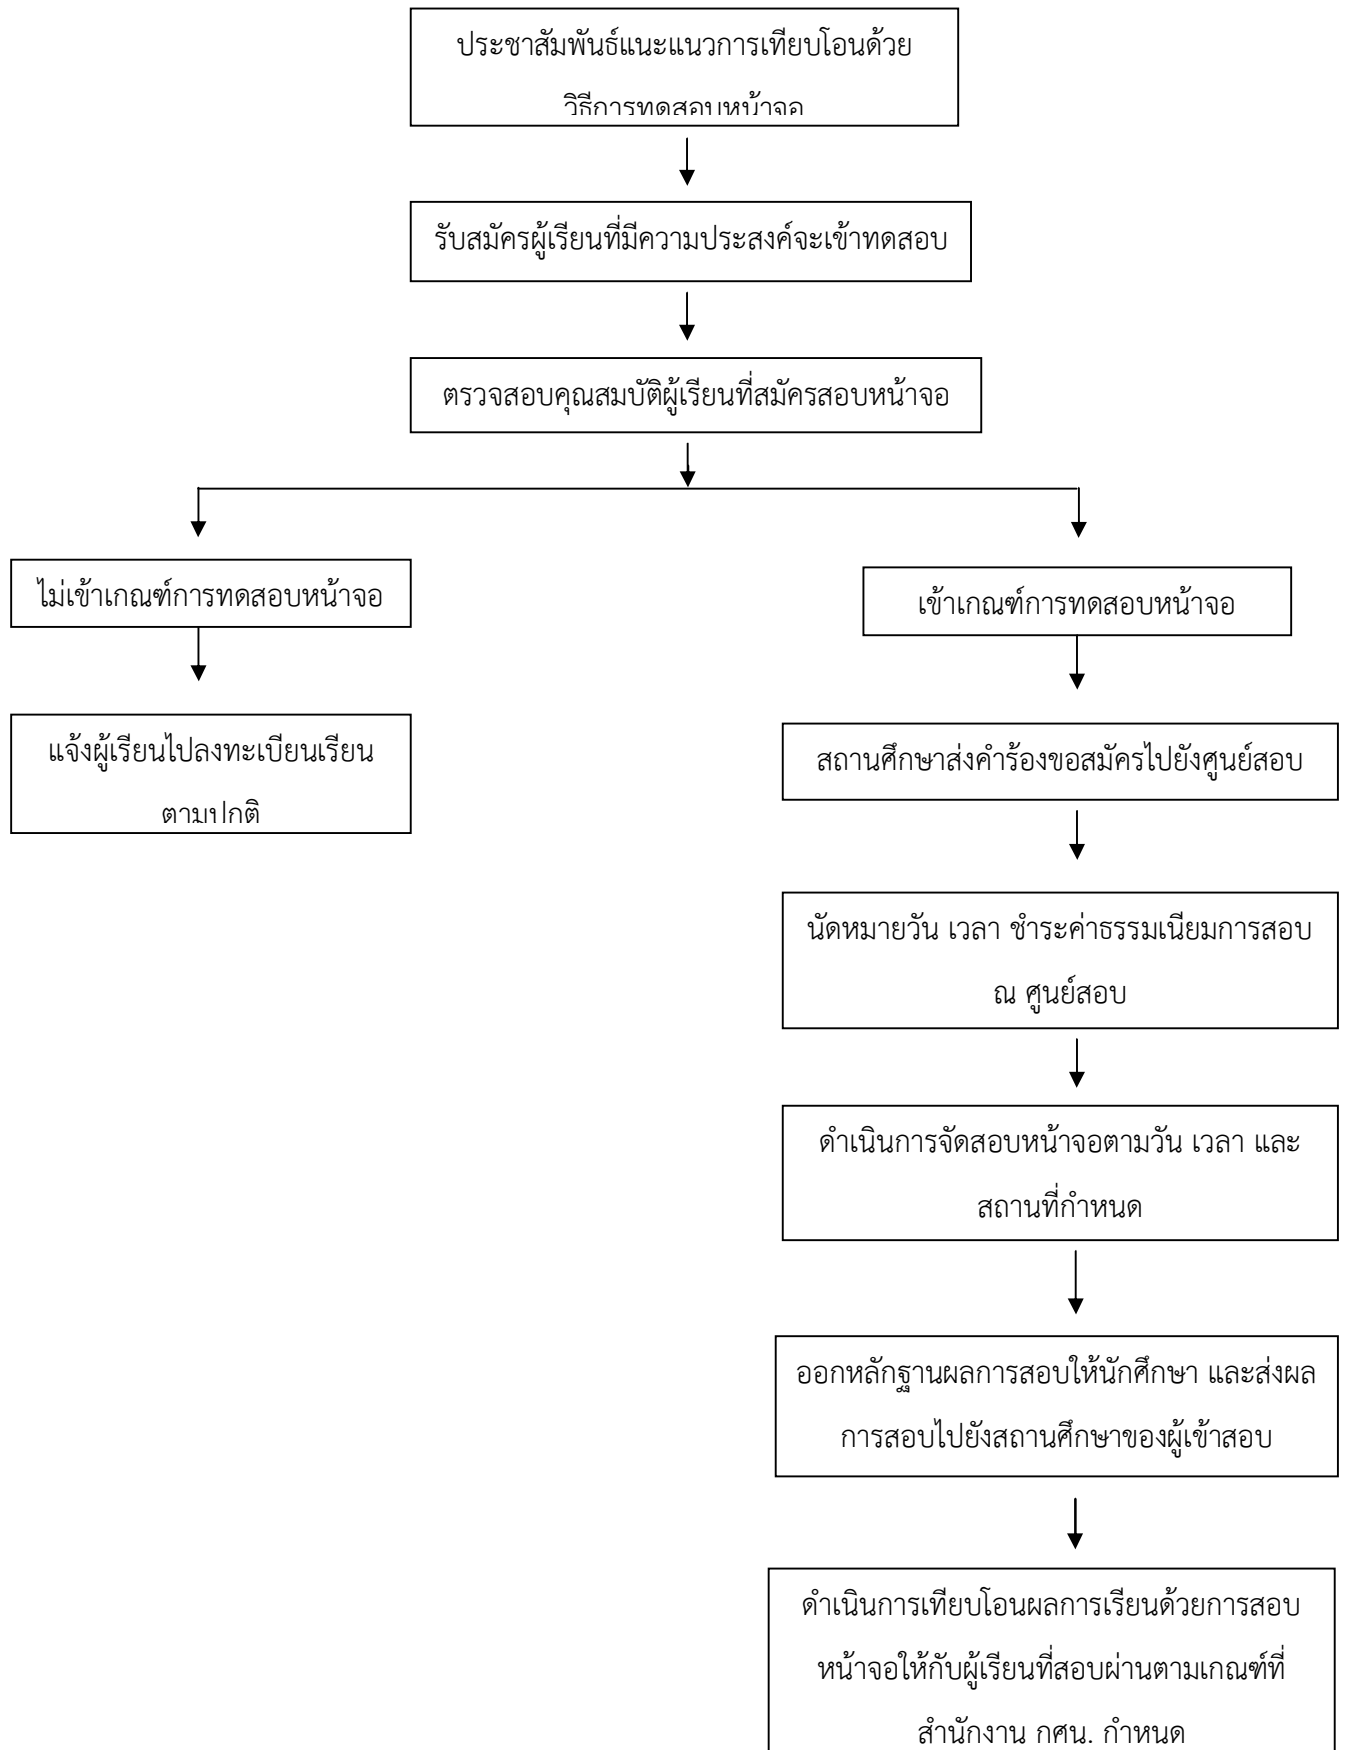 ประชาสัมพันธ์แนะแนวการเทียบโอนด้วย
วิธีการทดสอบหน้าจอ
รับสมัครผู้เรียนที่มีความประสงค์จะเข้าทดสอบ
ตรวจสอบคุณสมบัติผู้เรียนที่สมัครสอบหน้าจอ
ไม่เข้าเกณฑ์การทดสอบหน้าจอ
แจ้งผู้เรียนไปลงทะเบียนเรียน
ตามปกติ
เข้าเกณฑ์การทดสอบหน้าจอ
สถานศึกษาส่งคำร้องขอสมัครไปยังศูนย์สอบ
นัดหมายวัน เวลา ชำระค่าธรรมเนียมการสอบ
ณ ศูนย์สอบ
ดำเนินการจัดสอบหน้าจอตามวัน เวลา และ
สถานที่กำหนด
ออกหลักฐานผลการสอบให้นักศึกษา และส่งผล
การสอบไปยังสถานศึกษาของผู้เข้าสอบ
ดำเนินการเทียบโอนผลการเรียนด้วยการสอบ
หน้าจอให้กับผู้เรียนที่สอบผ่านตามเกณฑ์ที่
สำนักงาน กศน. กำหนด